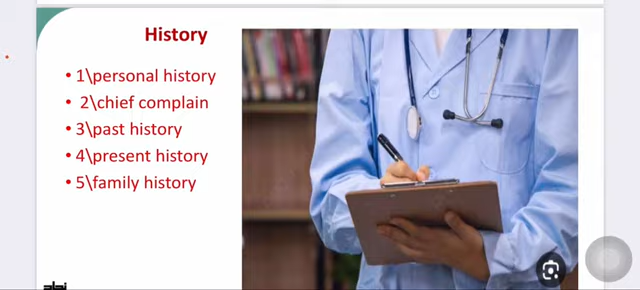 History
• 1\personal history
• 2\chief complain
• 3\past history
• 4\present history
• 5\family history